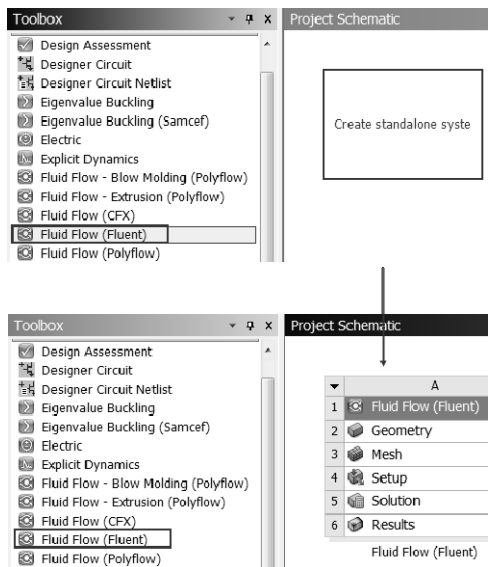 Toolbox
Project Schematic
Design Assessment
Designer Circuit
Designer Circuit Netlist
Eigenvalue Buckling
Eigenvalue Buckling (Samcef)
Electric
Explicit Dynamics
Fluid Flow - Blow Molding (Polyflow)
Fluid Flow - Extrusion (Polyflow)
Fluid Flow (CFX)
Fluid Flow (Fluent)
Fluid Flow (Polyflow)
Create standalone syste
Toolbox
Project Schematic
Design Assessment
Designer Circuit
Designer Circuit Netlist
Eigenvalue Buckling
Eigenvalue Buckling (Samcef)
Electric
Explicit Dynamics
Fluid Flow - Blow Molding (Polyflow)
Fluid Flow - Extrusion (Polyflow)
Fluid Flow (CFX)
Fluid Flow (Fluent)
Fluid Flow (Polyflow)
A
1 Fluid Flow (Fluent)
2 Geometry
3 Mesh
4 Setup
5 Solution
6 Results
Fluid Flow (Fluent)